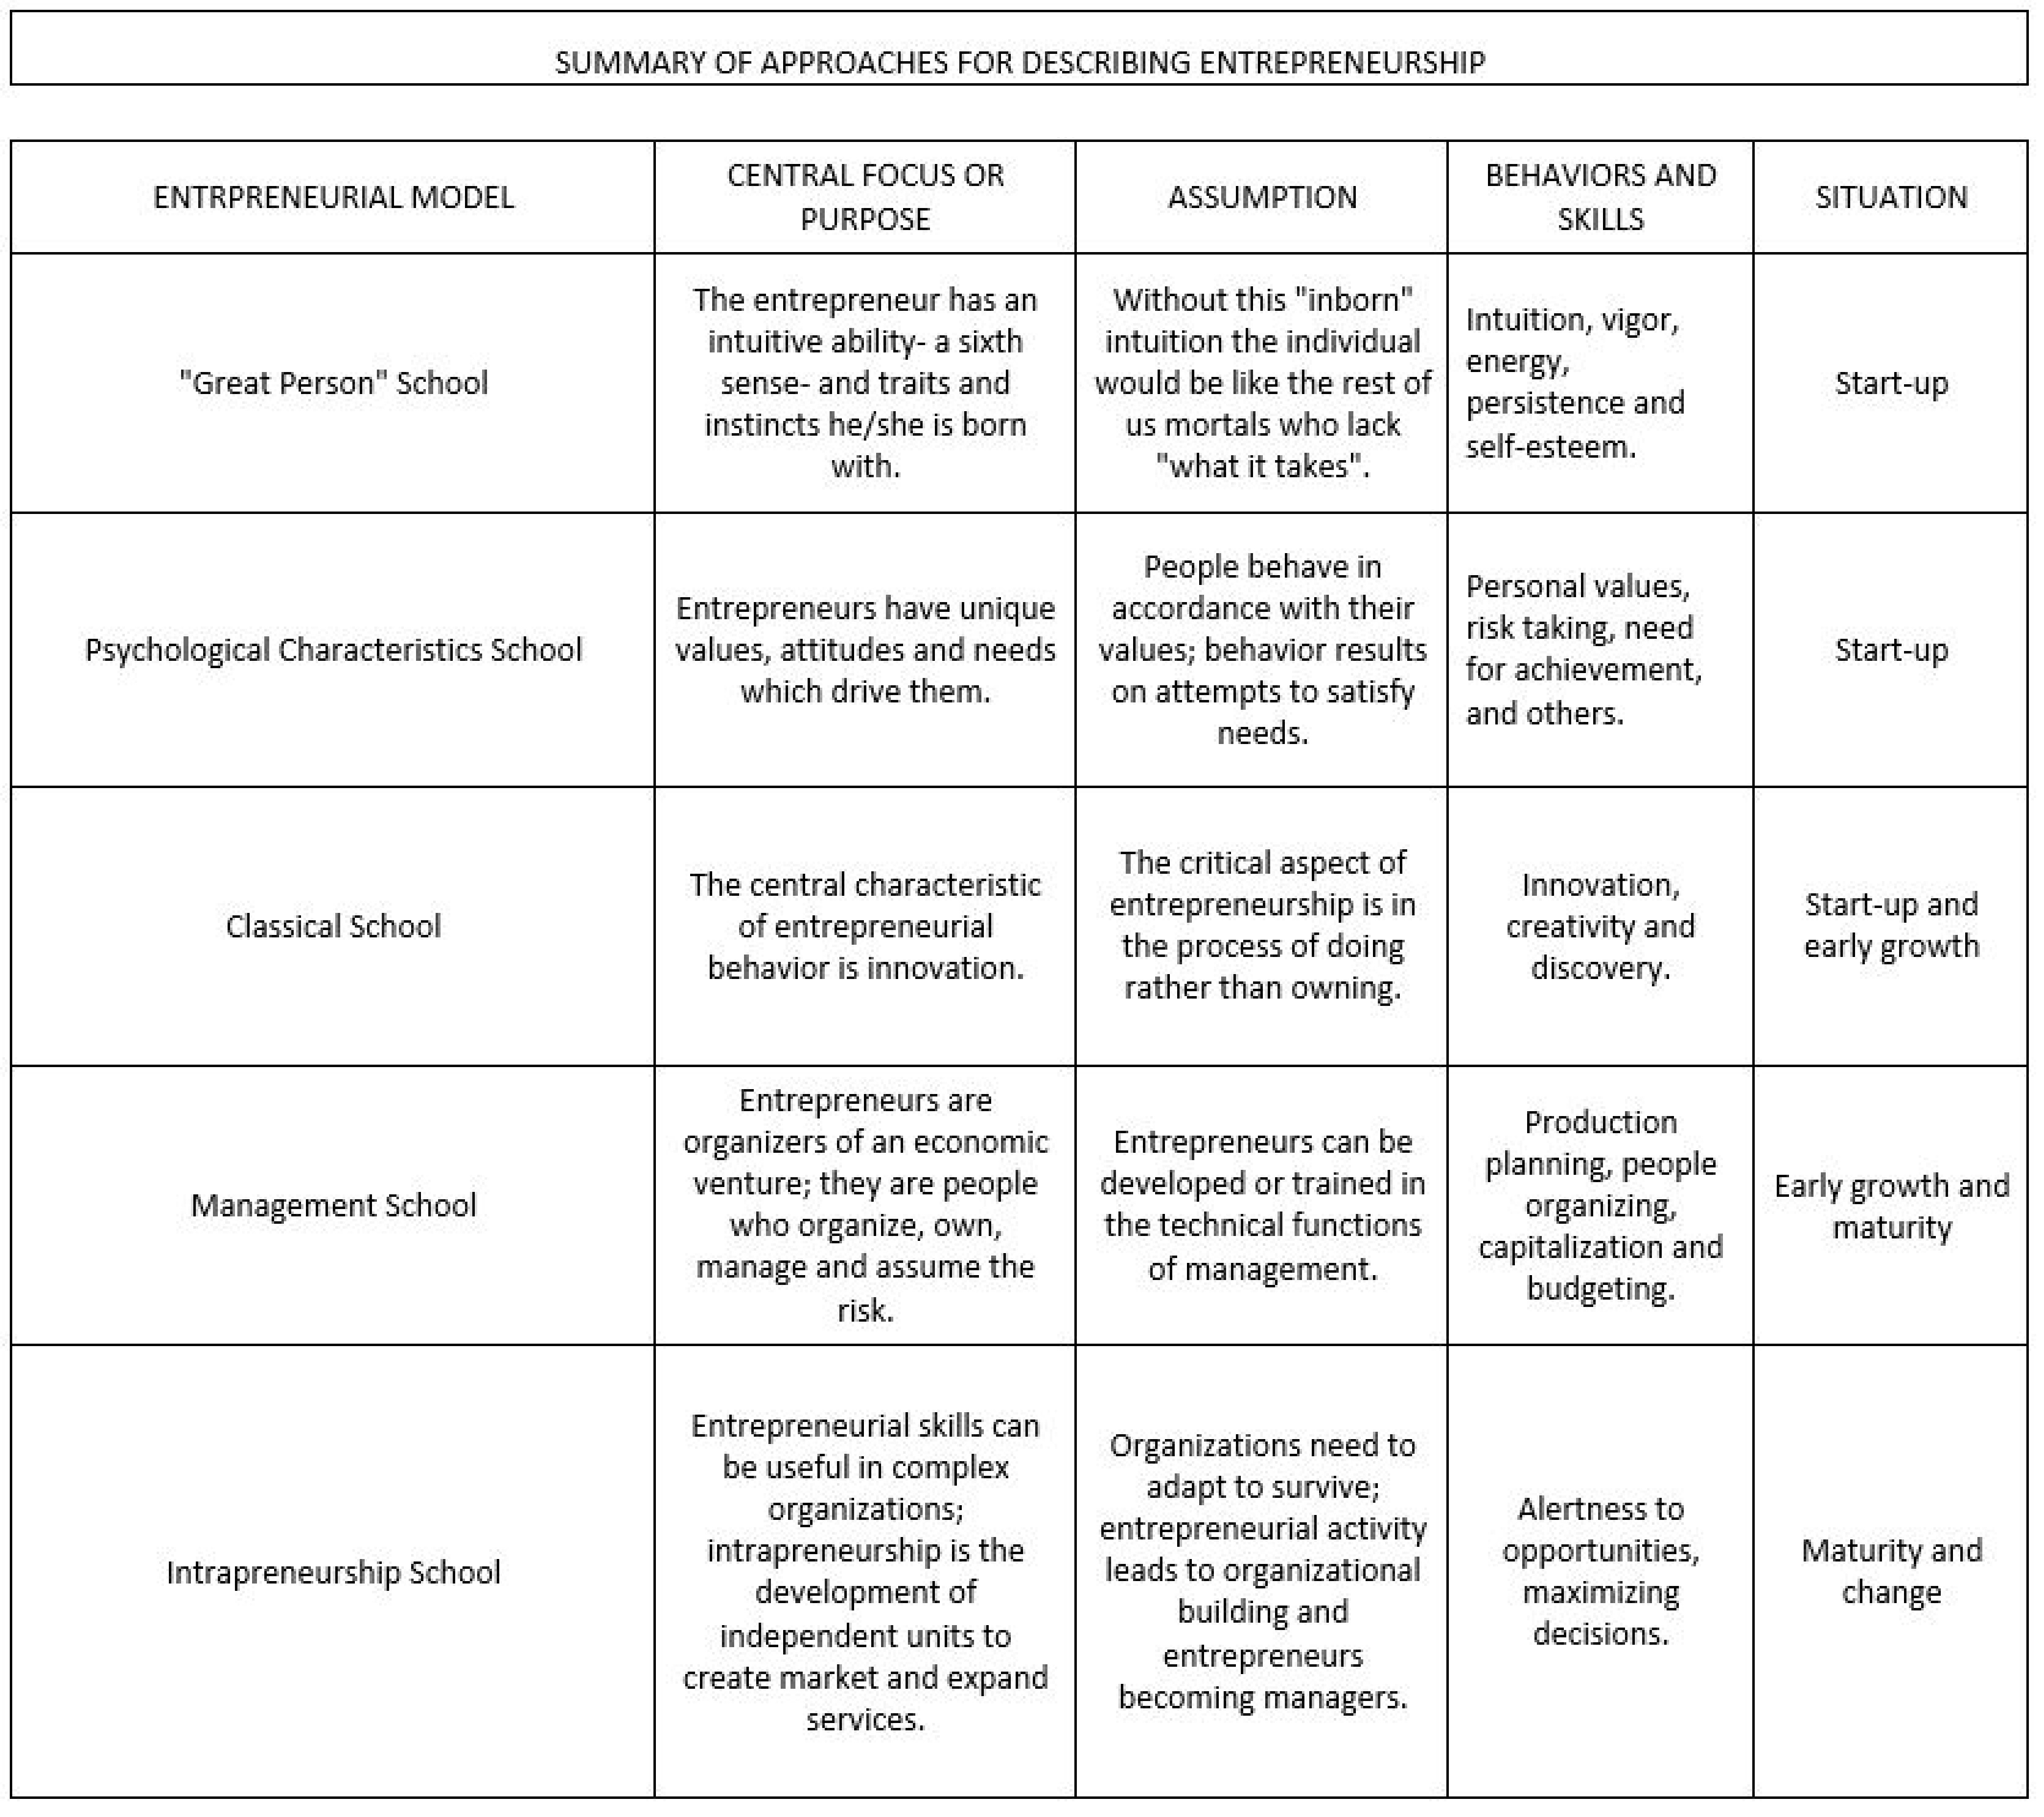 SUMMARY OF APPROACHES FOR DESCRIBING ENTREPRENEURSHIP
ENTRPRENEURIAL MODEL
CENTRAL FOCUS OR
PURPOSE
ASSUMPTION
BEHAVIORS AND
SKILLS
SITUATION
"Great Person" School
The entrepreneur has an
intuitive ability- a sixth
sense- and traits and
instincts he/she is born
with.
Without this "inborn"
intuition the individual
would be like the rest of
us mortals who lack
"what it takes".
Intuition, vigor,
energy,
persistence and
self-esteem.
Start-up
Psychological Characteristics School
Entrepreneurs have unique
values, attitudes and needs
which drive them.
People behave in
accordance with their
values; behavior results
on attempts to satisfy
needs.
Personal values,
risk taking, need
for achievement,
and others.
Start-up
Classical School
The central characteristic
of entrepreneurial
behavior is innovation.
The critical aspect of
entrepreneurship is in
the process of doing
rather than owning.
Innovation,
creativity and
discovery.
Start-up and
early growth
Management School
Entrepreneurs are
organizers of an economic
venture; they are people
who organize, own,
manage and assume the
risk.
Entrepreneurs can be
developed or trained in
the technical functions
of management.
Production
planning, people
organizing,
capitalization and
budgeting.
Early growth and
maturity
Intrapreneurship School
Entrepreneurial skills can
be useful in complex
organizations;
intrapreneurship is the
development of
independent units to
create market and expand
services.
Organizations need to
adapt to survive;
entrepreneurial activity
leads to organizational
building and
entrepreneurs
becoming managers.
Alertness to
opportunities,
maximizing
decisions.
Maturity and
change